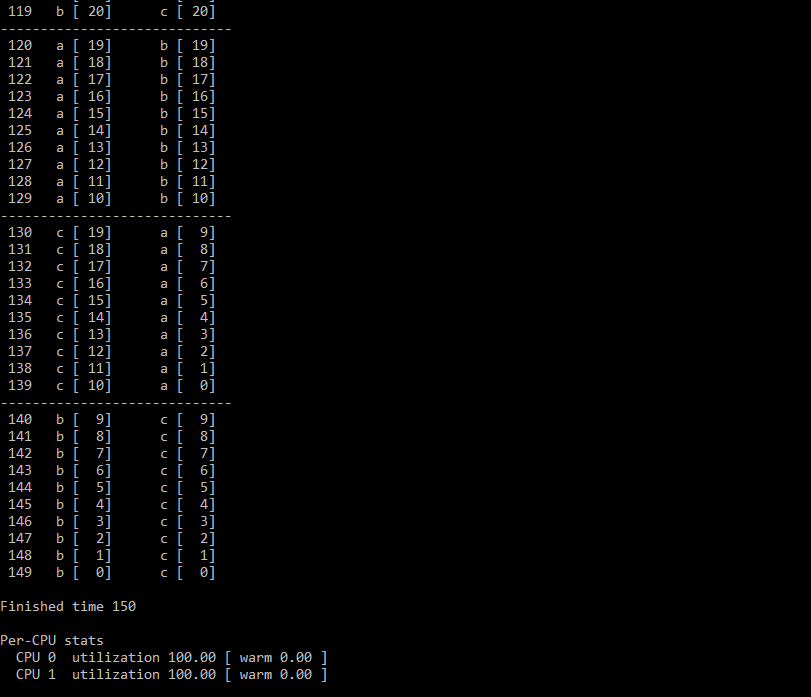 119   b [ 20]      c [ 20]
-----------------------------
120   a [ 19]      b [ 19]
121   a [ 18]      b [ 18]
122   a [ 17]      b [ 17]
123   a [ 16]      b [ 16]
124   a [ 15]      b [ 15]
125   a [ 14]      b [ 14]
126   a [ 13]      b [ 13]
127   a [ 12]      b [ 12]
128   a [ 11]      b [ 11]
129   a [ 10]      b [ 10]
-----------------------------
130   c [ 19]      a [  9]
131   c [ 18]      a [  8]
132   c [ 17]      a [  7]
133   c [ 16]      a [  6]
134   c [ 15]      a [  5]
135   c [ 14]      a [  4]
136   c [ 13]      a [  3]
137   c [ 12]      a [  2]
138   c [ 11]      a [  1]
139   c [ 10]      a [  0]
-----------------------------
140   b [  9]      c [  9]
141   b [  8]      c [  8]
142   b [  7]      c [  7]
143   b [  6]      c [  6]
144   b [  5]      c [  5]
145   b [  4]      c [  4]
146   b [  3]      c [  3]
147   b [  2]      c [  2]
148   b [  1]      c [  1]
149   b [  0]      c [  0]

Finished time 150

Per-CPU stats
  CPU 0  utilization 100.00 [ warm 0.00 ]
  CPU 1  utilization 100.00 [ warm 0.00 ]